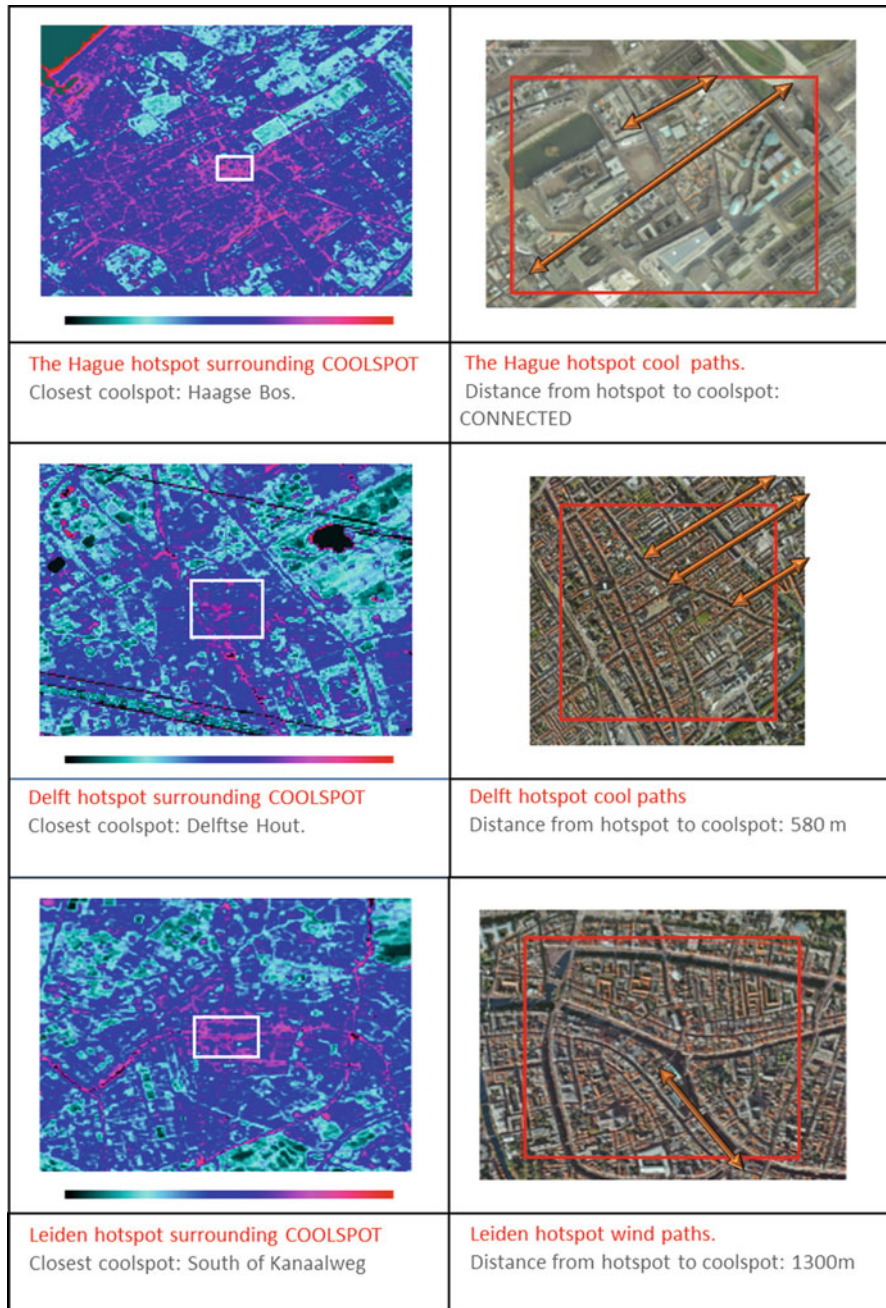 The Hague hotspot surrounding COOLSPOT
Closest coolspot: Haagse Bos.
The Hague hotspot cool paths.
Distance from hotspot to coolspot:
CONNECTED
Delft hotspot surrounding COOLSPOT
Closest coolspot: Delftse Hout.
Delft hotspot cool paths
Distance from hotspot to coolspot: 580 m
Leiden hotspot surrounding COOLSPOT
Closest coolspot: South of Kanaalweg
Leiden hotspot wind paths.
Distance from hotspot to coolspot: 1300m